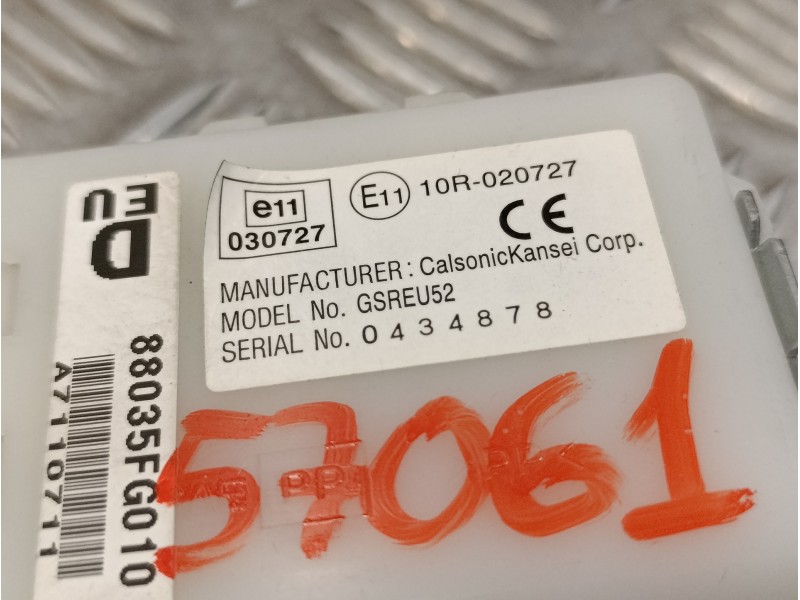 e11
030727
E11 10R-020727
CE
MANUFACTURER: CalsonicKansei Corp.
MODEL No. GSREU52
SERIAL No. 0434878
EU
D
88035FG010
A7110711
57061
PP